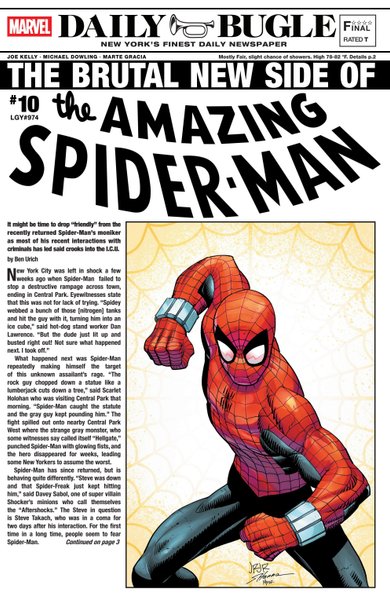 MARVEL
DAILY BUGLE
NEW YORK'S FINEST DAILY NEWSPAPER
FINAL
RATED T
JOE KELLY · MICHAEL DOWLING · MARTE GRACIA
Mostly Fair, slight chance of showers. High 78-82 °F. Details p.2
THE BRUTAL NEW SIDE OF
#10
LGY#974
the AMAZING
SPIDER-MAN
It might be time to drop "friendly" from the
recently returned Spider-Man's moniker
as most of his recent interactions with
criminals has led said crooks into the I.C.U.
by Ben Urich
New York City was left in shock a few
weeks ago when Spider-Man failed to
stop a destructive rampage across town,
ending in Central Park. Eyewitnesses state
that this was not for lack of trying. "Spidey
webbed a bunch of those [nitrogen] tanks
and hit the guy with it, turning him into an
ice cube," said hot-dog stand worker Dan
Lawrence. "But the dude just lit up and
busted right out! Not sure what happened
next. I took off."
What happened next was Spider-Man
repeatedly making himself the target
of this unknown assailant's rage. "The
rock guy chopped down a statue like a
lumberjack cuts down a tree," said Scarlet
Holohan who was visiting Central Park that
morning. "Spider-Man caught the statue
and the gray guy kept pounding him." The
fight spilled out onto nearby Central Park
West where the strange gray monster, who
some witnesses say called itself "Hellgate,"
punched Spider-Man with glowing fists, and
the hero disappeared for weeks, leading
some New Yorkers to assume the worst.
Spider-Man has since returned, but is
behaving quite differently. "Steve was down
and that Spider-Freak just kept hitting
him," said Davey Sabol, one of super villain
Shocker's minions who call themselves
the "Aftershocks." The Steve in question
is Steve Takach, who was in a coma for
two days after his interaction. For the first
time in a long time, people seem to fear
Spider-Man.
Continued on page 3
JRJR